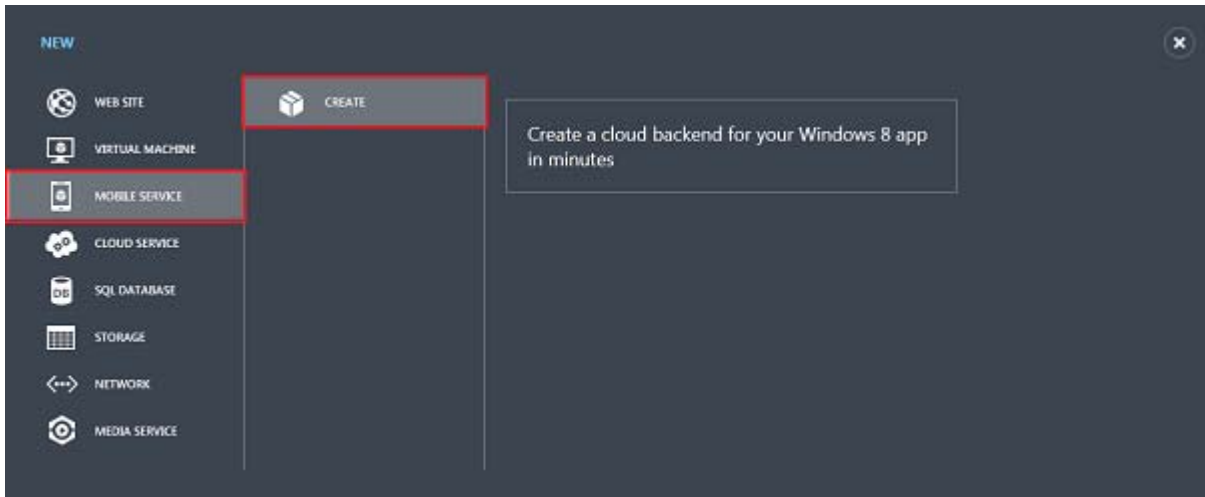 NEW
WEB SITE
VIRTUAL MACHINE
MOBILE SERVICE
CLOUD SERVICE
DB
SQL DATABASE
STORAGE
NETWORK
MEDIA SERVICE
CREATE
Create a cloud backend for your Windows 8 app
in minutes